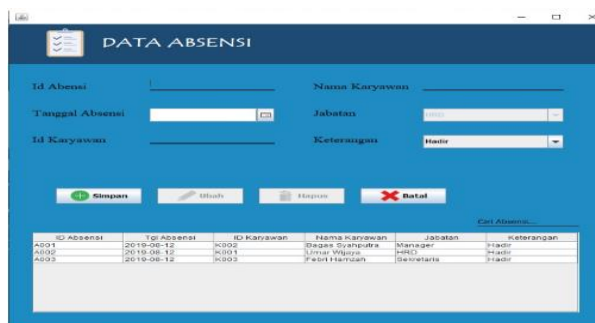 DATA ABSENSI
Id Abensi
Nama Karyawan
Tanggal Absensi
Jabatan
HRD
Id Karyawan
Keterangan
Hadir
Simpan
Ubah
Hapus
Batal
Cari Absensi...
ID Absensi Tgl Absensi ID Karyawan Nama Karyawan Jabatan Keterangan
A001 2019-08-12 K002 Bagas Syahputra Manager Hadir
A002 2019-08-12 K001 Umar Wijaya HRD Hadir
A003 2019-08-12 K003 Febri Hamzah Sekretaris Hadir